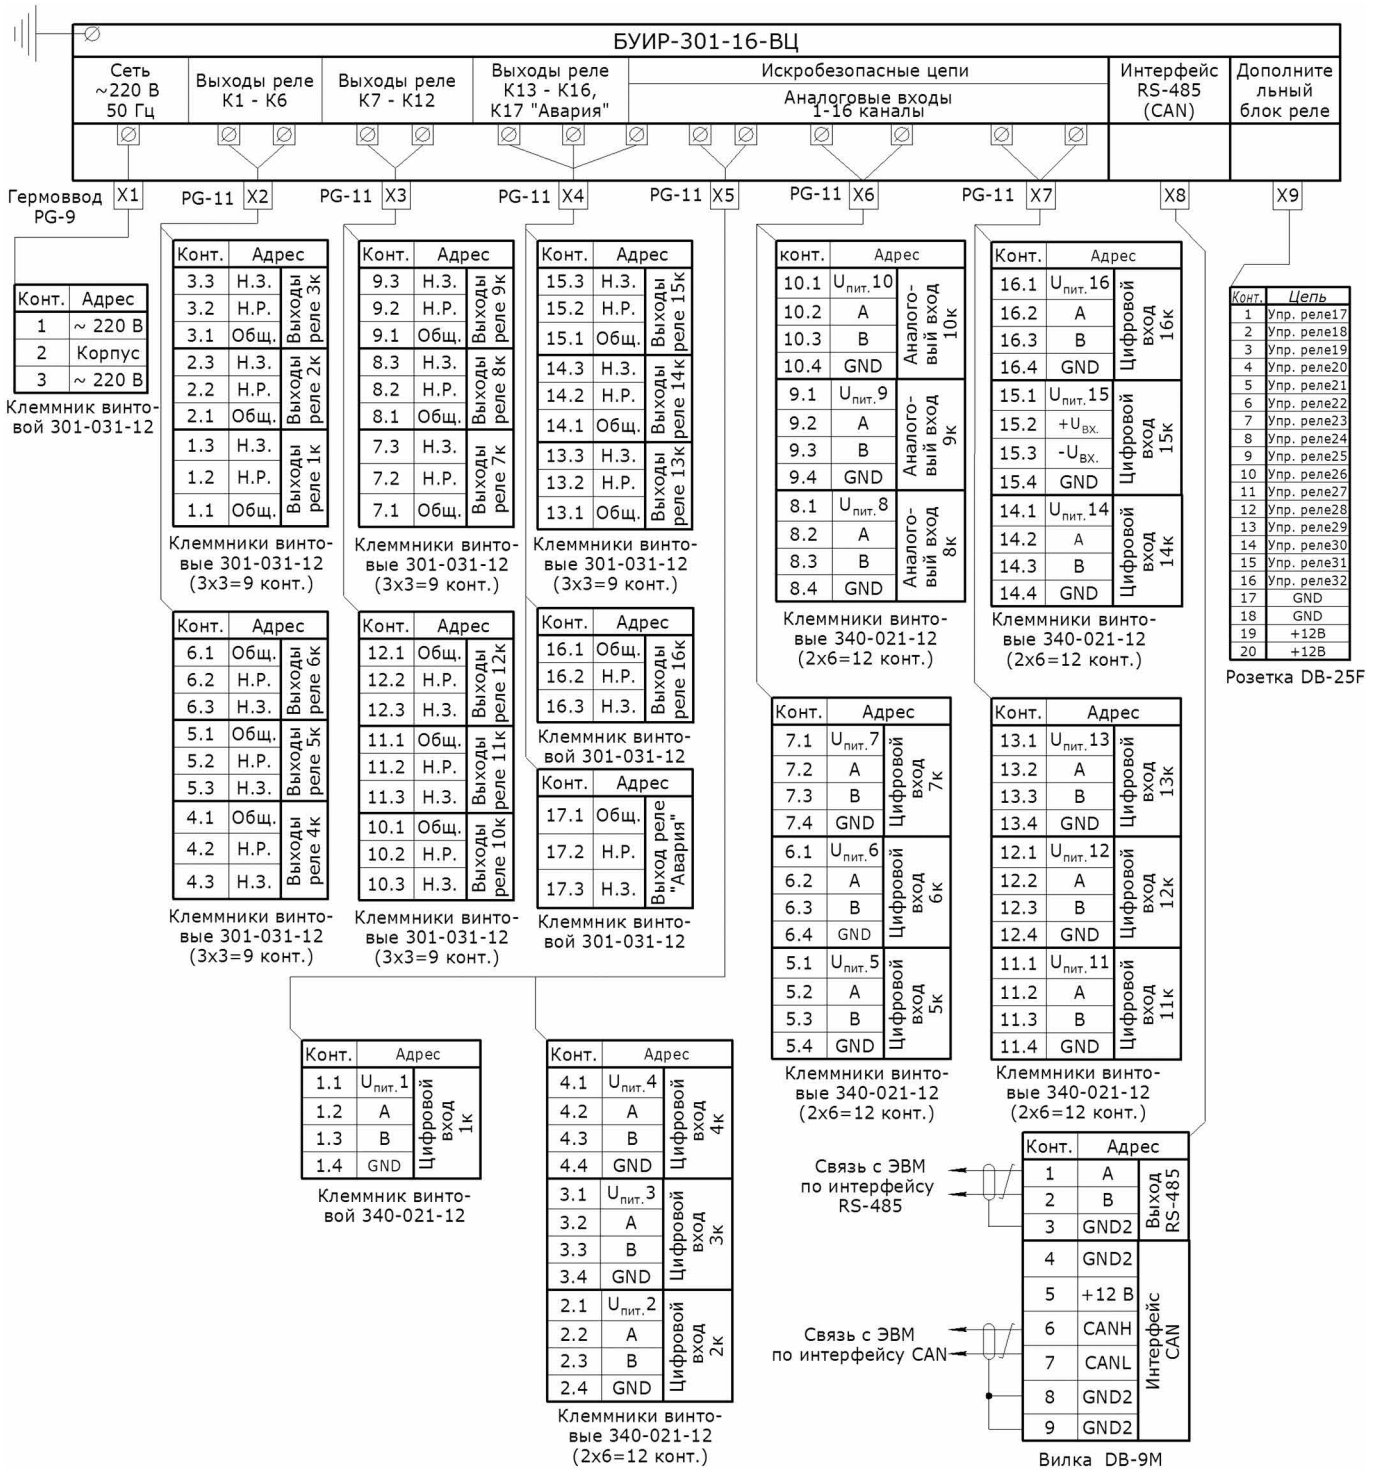 БУИР-301-16-ВЦ
Сеть
~220 В
50 Гц
Выходы реле
К1 - К6
Выходы реле
К7 - К12
Выходы реле
К13 - К16,
К17 "Авария"
Искробезопасные цепи
Аналоговые входы
1-16 каналы
Интерфейс
RS-485
(CAN)
Дополните
льный
блок реле
Гермоввод
PG-9
X1
PG-11 X2
PG-11 X3
PG-11 X4
PG-11 X5
PG-11 X6
PG-11 X7
X8
X9
Конт. Адрес
1 ~ 220 В
2 Корпус
3 ~ 220 В
Клеммник винто-
вой 301-031-12
Конт. Адрес
3.3 Н.З.
3.2 Н.Р.
3.1 Общ.
Выходы
реле 3к
2.3 Н.З.
2.2 Н.Р.
2.1 Общ.
Выходы
реле 2к
1.3 Н.З.
1.2 Н.Р.
1.1 Общ.
Выходы
реле 1к
Клеммники винто-
вые 301-031-12
(3х3=9 конт.)
Конт. Адрес
6.1 Общ.
6.2 Н.Р.
6.3 Н.З.
Выходы
реле 6к
5.1 Общ.
5.2 Н.Р.
5.3 Н.З.
Выходы
реле 5к
4.1 Общ.
4.2 Н.Р.
4.3 Н.З.
Выходы
реле 4к
Клеммники винто-
вые 301-031-12
(3х3=9 конт.)
Конт. Адрес
9.3 Н.З.
9.2 Н.Р.
9.1 Общ.
Выходы
реле 9к
8.3 Н.З.
8.2 Н.Р.
8.1 Общ.
Выходы
реле 8к
7.3 Н.З.
7.2 Н.Р.
7.1 Общ.
Выходы
реле 7к
Клеммники винто-
вые 301-031-12
(3х3=9 конт.)
Конт. Адрес
12.1 Общ.
12.2 Н.Р.
12.3 Н.З.
Выходы
реле 12к
11.1 Общ.
11.2 Н.Р.
11.3 Н.З.
Выходы
реле 11к
10.1 Общ.
10.2 Н.Р.
10.3 Н.З.
Выходы
реле 10к
Клеммники винто-
вые 301-031-12
(3х3=9 конт.)
Конт. Адрес
15.3 Н.З.
15.2 Н.Р.
15.1 Общ.
Выходы
реле 15к
14.3 Н.З.
14.2 Н.Р.
14.1 Общ.
Выходы
реле 14к
13.3 Н.З.
13.2 Н.Р.
13.1 Общ.
Выходы
реле 13к
Клеммники винто-
вые 301-031-12
(3х3=9 конт.)
Конт. Адрес
16.1 Общ.
16.2 Н.Р.
16.3 Н.З.
Выходы
реле 16к
Клеммник винто-
вой 301-031-12
Конт. Адрес
17.1 Общ.
17.2 Н.Р.
17.3 Н.З.
Выход реле
"Авария"
Клеммник винто-
вой 301-031-12
Конт. Адрес
1.1 Uпит.1
1.2 А
1.3 В
1.4 GND
Цифровой
вход
1к
Клеммник винто-
вой 340-021-12
Конт. Адрес
4.1 Uпит.4
4.2 А
4.3 В
4.4 GND
Цифровой
вход
4к
3.1 Uпит.3
3.2 А
3.3 В
3.4 GND
Цифровой
вход
3к
2.1 Uпит.2
2.2 А
2.3 В
2.4 GND
Цифровой
вход
2к
Клеммники винто-
вые 340-021-12
(2х6=12 конт.)
конт. Адрес
10.1 Uпит.10
10.2 А
10.3 В
10.4 GND
Аналого-
вый вход
10к
9.1 Uпит.9
9.2 А
9.3 В
9.4 GND
Аналого-
вый вход
9к
8.1 Uпит.8
8.2 А
8.3 В
8.4 GND
Аналого-
вый вход
8к
Клеммники винто-
вые 340-021-12
(2х6=12 конт.)
Конт. Адрес
7.1 Uпит.7
7.2 А
7.3 В
7.4 GND
Цифровой
вход
7к
6.1 Uпит.6
6.2 А
6.3 В
6.4 GND
Цифровой
вход
6к
5.1 Uпит.5
5.2 А
5.3 В
5.4 GND
Цифровой
вход
5к
Клеммники винто-
вые 340-021-12
(2х6=12 конт.)
Конт. Адрес
16.1 Uпит.16
16.2 А
16.3 В
16.4 GND
Цифровой
вход
16к
15.1 Uпит.15
15.2 +Uвх.
15.3 -Uвх.
15.4 GND
Цифровой
вход
15к
14.1 Uпит.14
14.2 А
14.3 В
14.4 GND
Цифровой
вход
14к
Клеммники винто-
вые 340-021-12
(2х6=12 конт.)
Конт. Адрес
13.1 Uпит.13
13.2 А
13.3 В
13.4 GND
Цифровой
вход
13к
12.1 Uпит.12
12.2 А
12.3 В
12.4 GND
Цифровой
вход
12к
11.1 Uпит.11
11.2 А
11.3 В
11.4 GND
Цифровой
вход
11к
Клеммники винто-
вые 340-021-12
(2х6=12 конт.)
Связь с ЭВМ
по интерфейсу
RS-485
Связь с ЭВМ
по интерфейсу CAN
Конт. Адрес
1 А
2 В
3 GND2
Выход
RS-485
4 GND2
5 +12 В
6 CANH
7 CANL
8 GND2
9 GND2
Интерфейс
CAN
Вилка DB-9M
Конт. Цепь
1 Упр. реле17
2 Упр. реле18
3 Упр. реле19
4 Упр. реле20
5 Упр. реле21
6 Упр. реле22
7 Упр. реле23
8 Упр. реле24
9 Упр. реле25
10 Упр. реле26
11 Упр. реле27
12 Упр. реле28
13 Упр. реле29
14 Упр. реле30
15 Упр. реле31
16 Упр. реле32
17 GND
18 GND
19 +12В
20 +12В
Розетка DB-25F